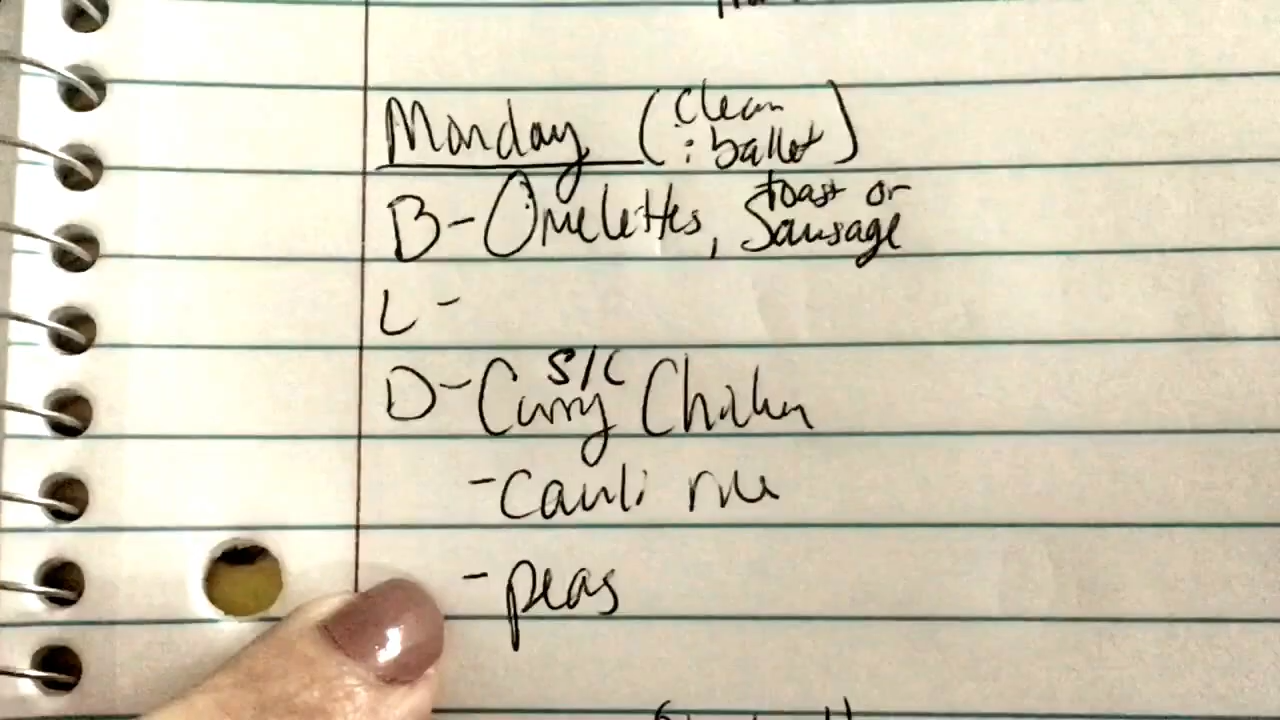 Monday (clean
: ballet)
B - Omelettes, toast or
Sausage
L -
D - S/C Curry Chicken
- Cauli rice
- peas